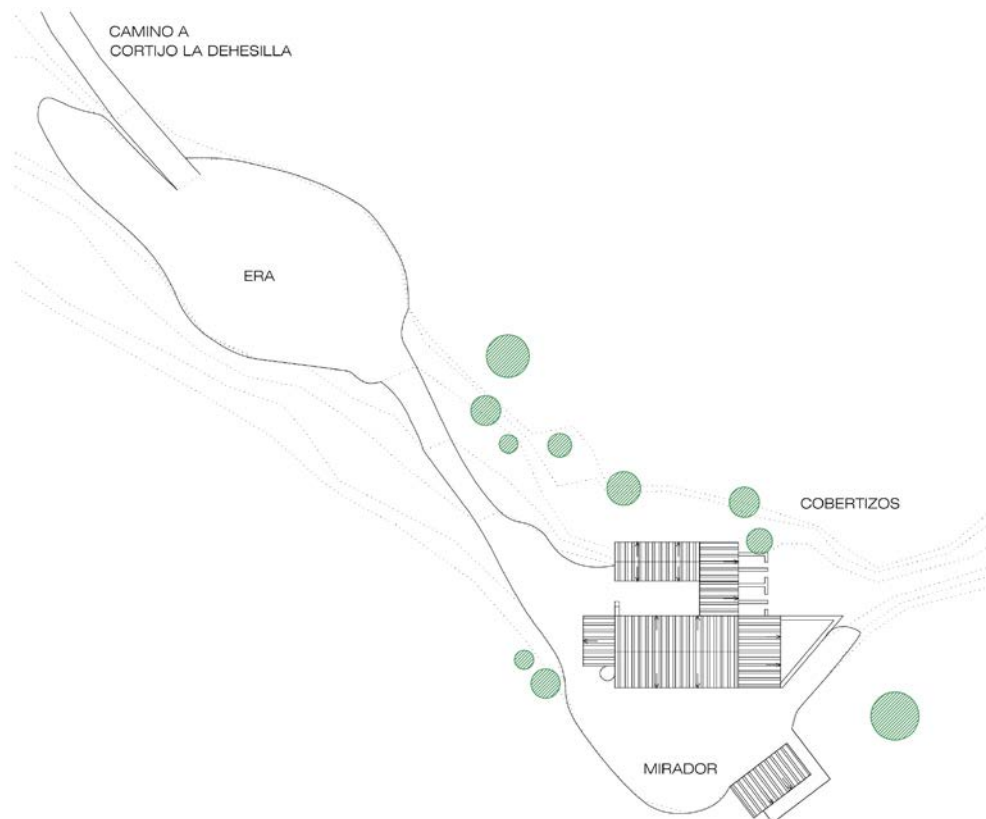 CAMINO A
CORTIJO LA DEHESILLA
ERA
COBERTIZOS
MIRADOR